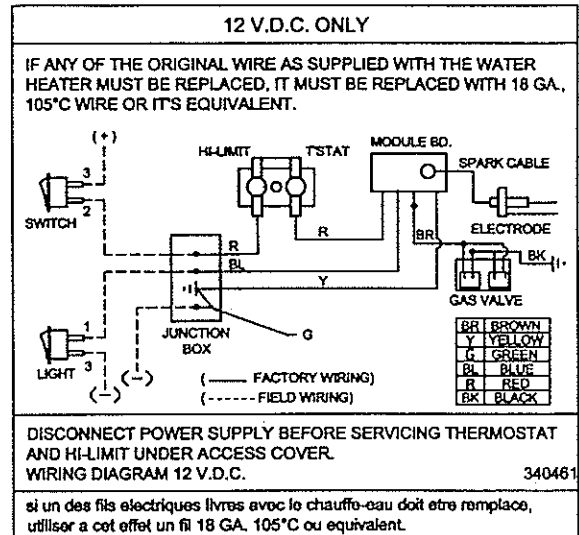 12 V.D.C. ONLY
IF ANY OF THE ORIGINAL WIRE AS SUPPLIED WITH THE WATER
HEATER MUST BE REPLACED, IT MUST BE REPLACED WITH 18 GA.,
105°C WIRE OR IT'S EQUIVALENT.
(+)
HI-LIMIT
T'STAT
MODULE BD.
SPARK CABLE
3
2
SWITCH
ELECTRODE
R
R
BR
BK
BL
Y
GAS VALVE
1
3
LIGHT
JUNCTION
BOX
G
(-)
(-)
( —— FACTORY WIRING)
( ------ FIELD WIRING)
BR BROWN
Y YELLOW
G GREEN
BL BLUE
R RED
BK BLACK
DISCONNECT POWER SUPPLY BEFORE SERVICING THERMOSTAT
AND HI-LIMIT UNDER ACCESS COVER.
WIRING DIAGRAM 12 V.D.C. 340461
si un des fils electriques livres avec le chauffe-eau doit etre remplace,
utiliser a cet effet un fil 18 GA. 105°C ou equivalent.